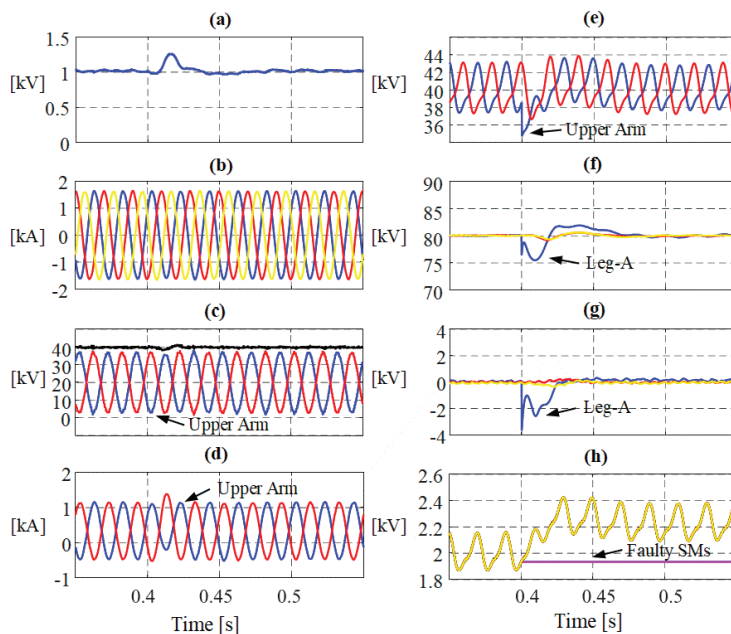 (a)
1.5
1
0.5
0
[kV]
(b)
2
1
0
-1
-2
[kA]
(c)
40
30
20
10
0
[kV]
Upper Arm
(d)
2
1
0
-1
[kA]
Upper Arm
0.4
0.45
0.5
Time [s]
(e)
44
42
40
38
36
[kV]
Upper Arm
(f)
90
85
80
75
70
[kV]
Leg-A
(g)
4
2
0
-2
-4
[kV]
Leg-A
(h)
2.6
2.4
2.2
2
1.8
[kV]
Faulty SMs
0.4
0.45
0.5
Time [s]